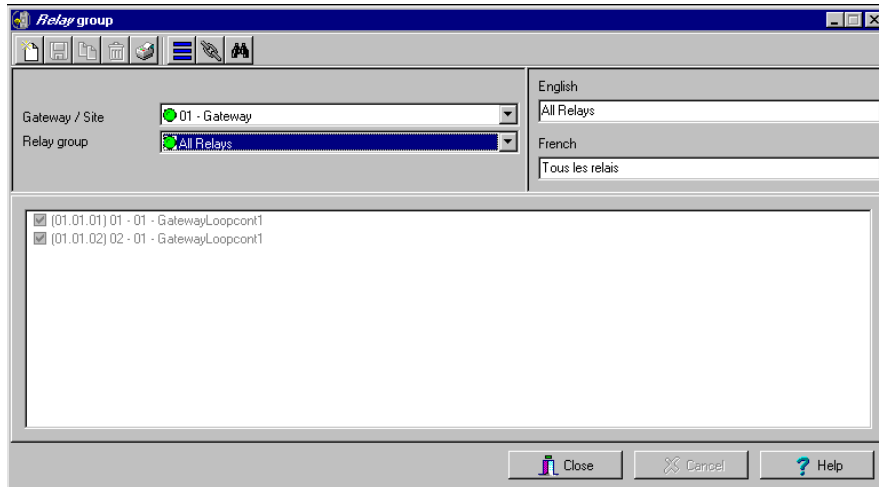 Relay group
Gateway / Site
01 - Gateway
Relay group
All Relays
English
All Relays
French
Tous les relais
(01.01.01) 01 - 01 - GatewayLoopcont1
(01.01.02) 02 - 01 - GatewayLoopcont1
Close
Cancel
Help